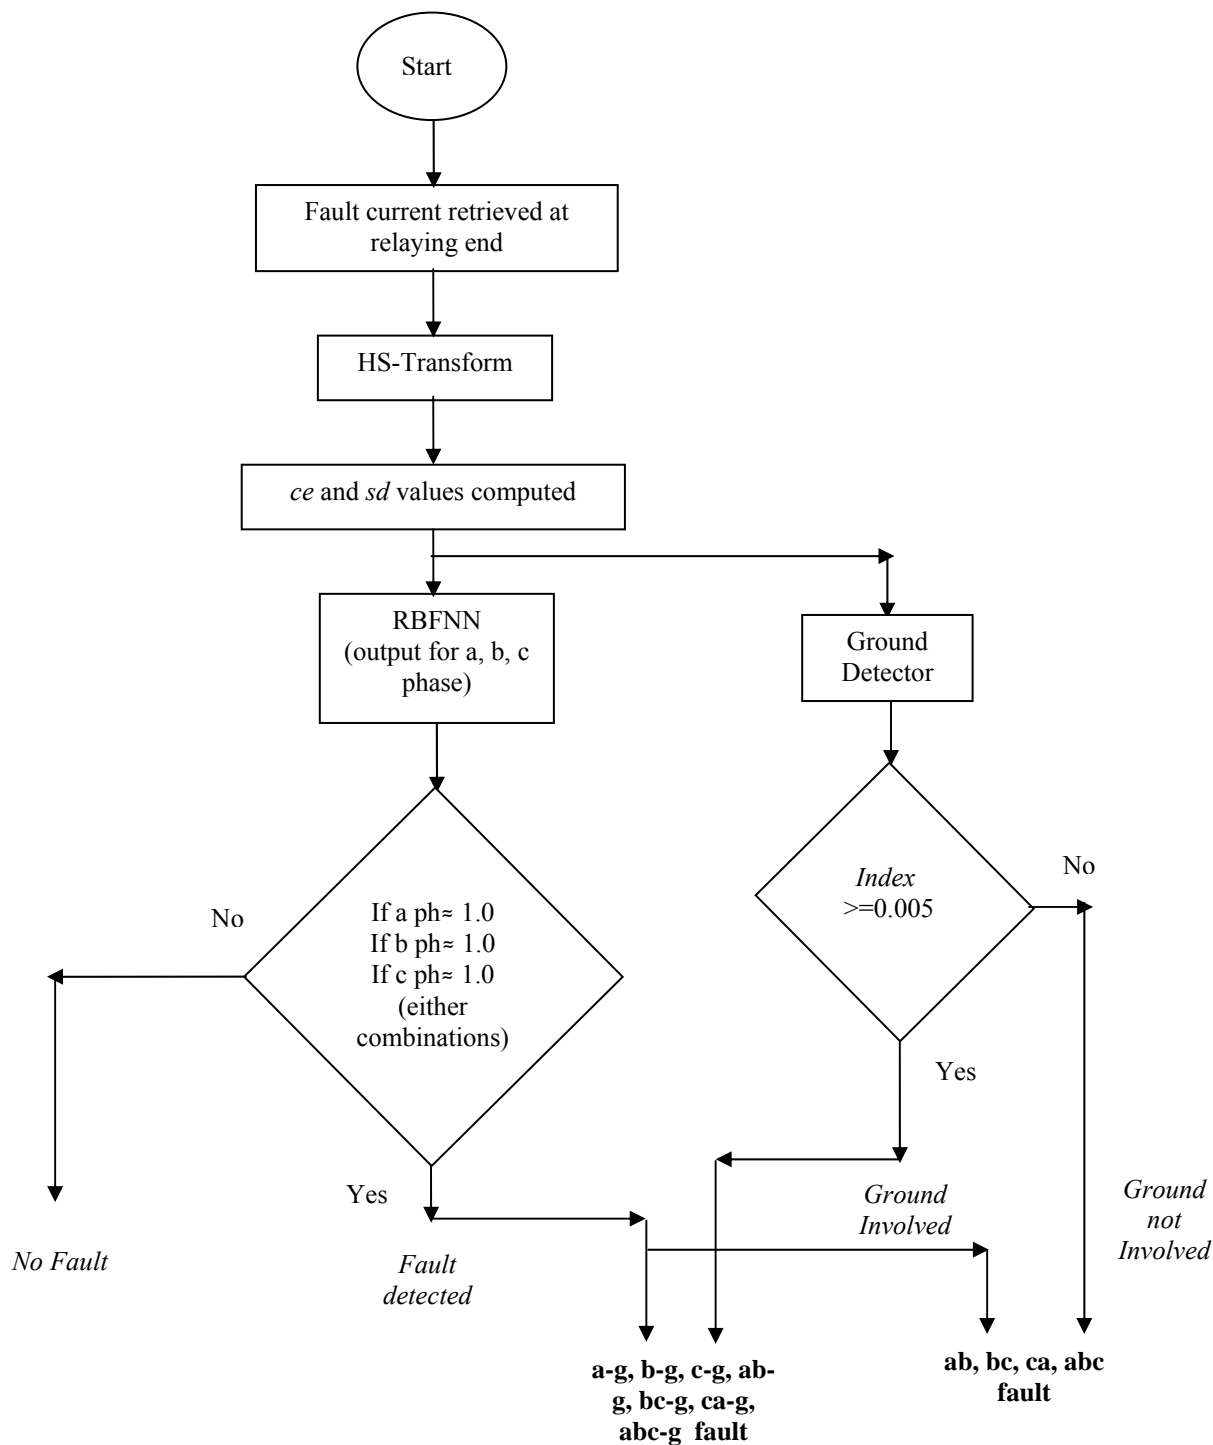 Start
Fault current retrieved at
relaying end
HS-Transform
ce and sd values computed
RBFNN
(output for a, b, c
phase)
Ground
Detector
No
If a ph≈ 1.0
If b ph≈ 1.0
If c ph≈ 1.0
(either
combinations)
Index
>=0.005
No
Yes
Yes
Ground
Involved
Ground
not
Involved
No Fault
Fault
detected
a-g, b-g, c-g, ab-
g, bc-g, ca-g,
abc-g fault
ab, bc, ca, abc
fault